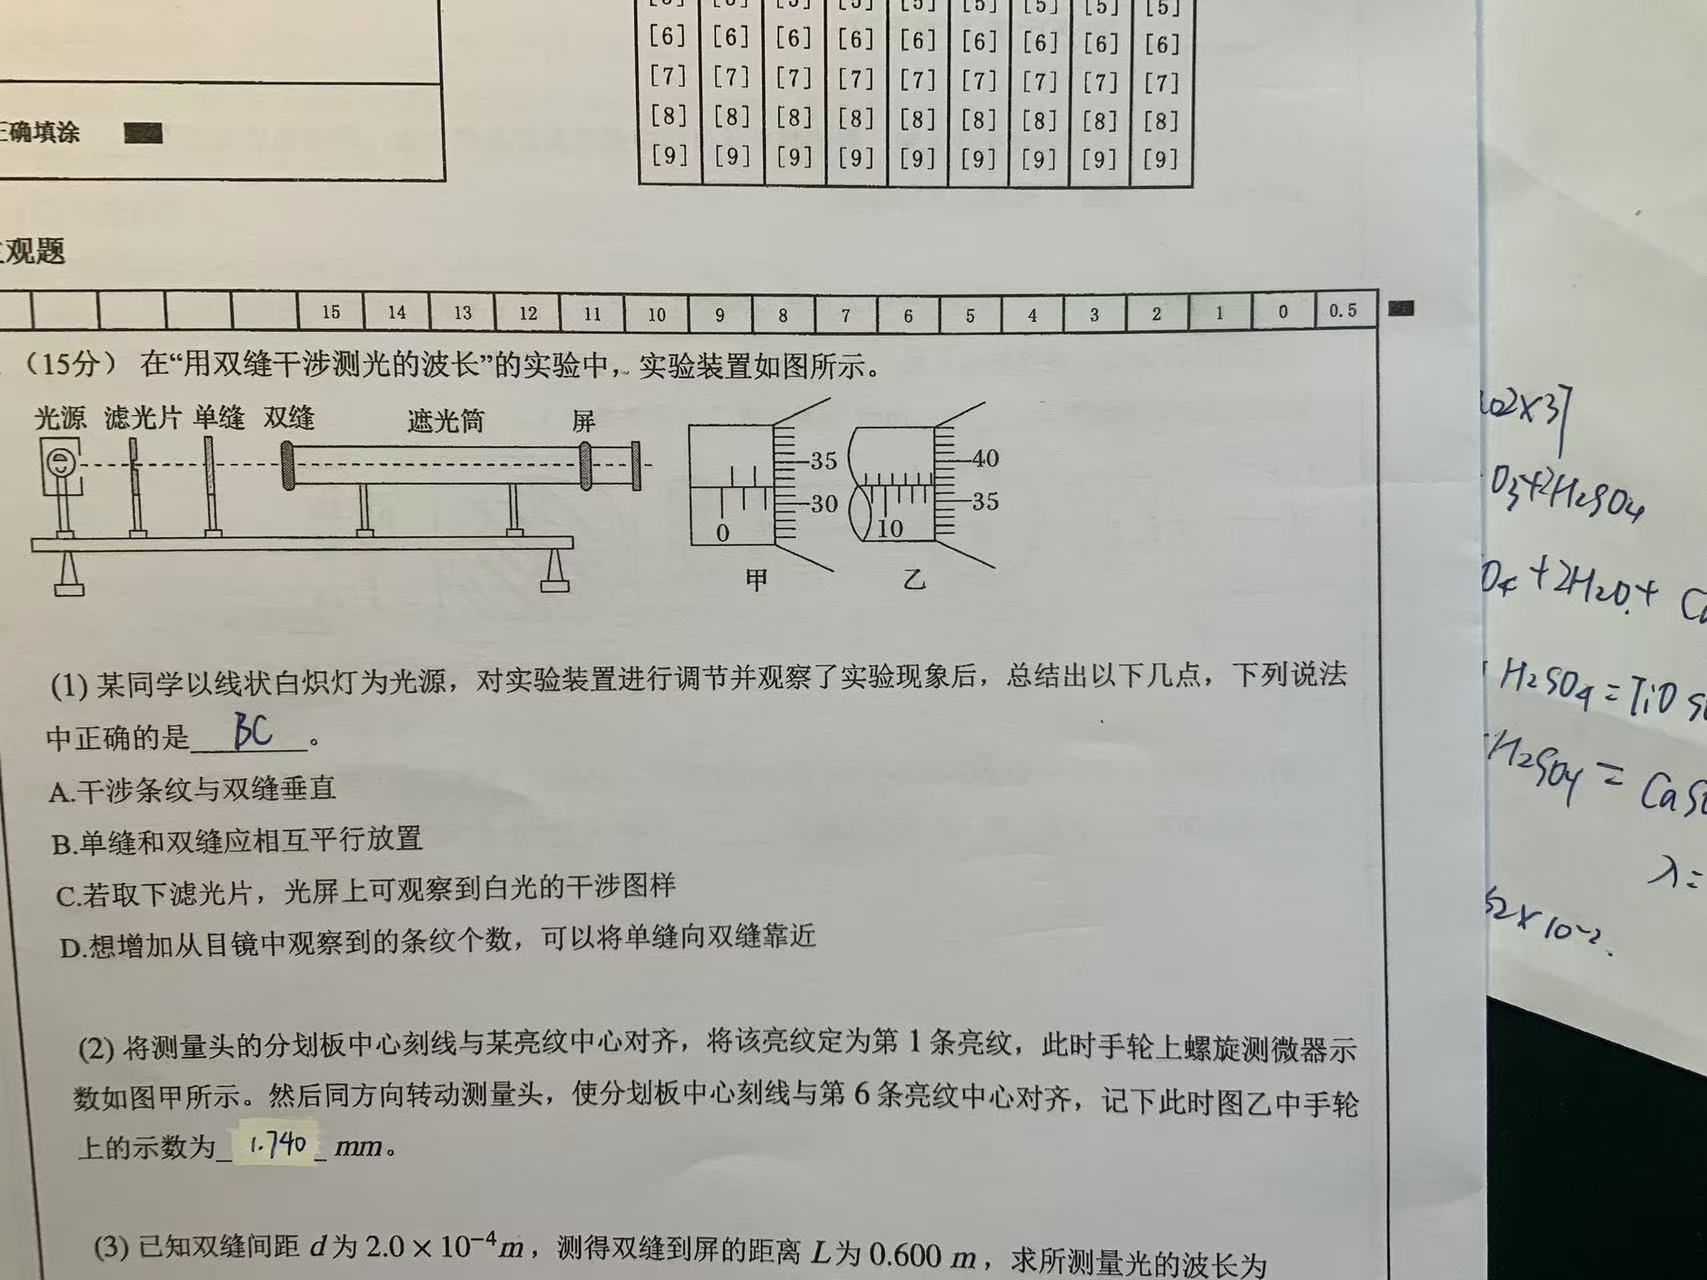 [5] [5] [5] [5] [5]
[6] [6] [6] [6] [6] [6] [6] [6] [6]
[7] [7] [7] [7] [7] [7] [7] [7] [7]
[8] [8] [8] [8] [8] [8] [8] [8] [8]
[9] [9] [9] [9] [9] [9] [9] [9] [9]
正确填涂
主观题
15 14 13 12 11 10 9 8 7 6 5 4 3 2 1 0 0.5
（15分） 在“用双缝干涉测光的波长”的实验中，实验装置如图所示。
光源 滤光片 单缝 双缝 遮光筒 屏
35
30
0
甲
40
35
10
乙
(1) 某同学以线状白炽灯为光源，对实验装置进行调节并观察了实验现象后，总结出以下几点，下列说法
中正确的是 BC 。
A.干涉条纹与双缝垂直
B.单缝和双缝应相互平行放置
C.若取下滤光片，光屏上可观察到白光的干涉图样
D.想增加从目镜中观察到的条纹个数，可以将单缝向双缝靠近
(2) 将测量头的分划板中心刻线与某亮纹中心对齐，将该亮纹定为第 1 条亮纹，此时手轮上螺旋测微器示
数如图甲所示。然后同方向转动测量头，使分划板中心刻线与第 6 条亮纹中心对齐，记下此时图乙中手轮
上的示数为 1.740 mm。
(3) 已知双缝间距 d 为 2.0 × 10⁻⁴m，测得双缝到屏的距离 L 为 0.600 m，求所测量光的波长为
O₃+2H₂SO₄
O₄+2H₂O+
H₂SO₄=TiO
H₂SO₄=
λ=
2×10⁻².